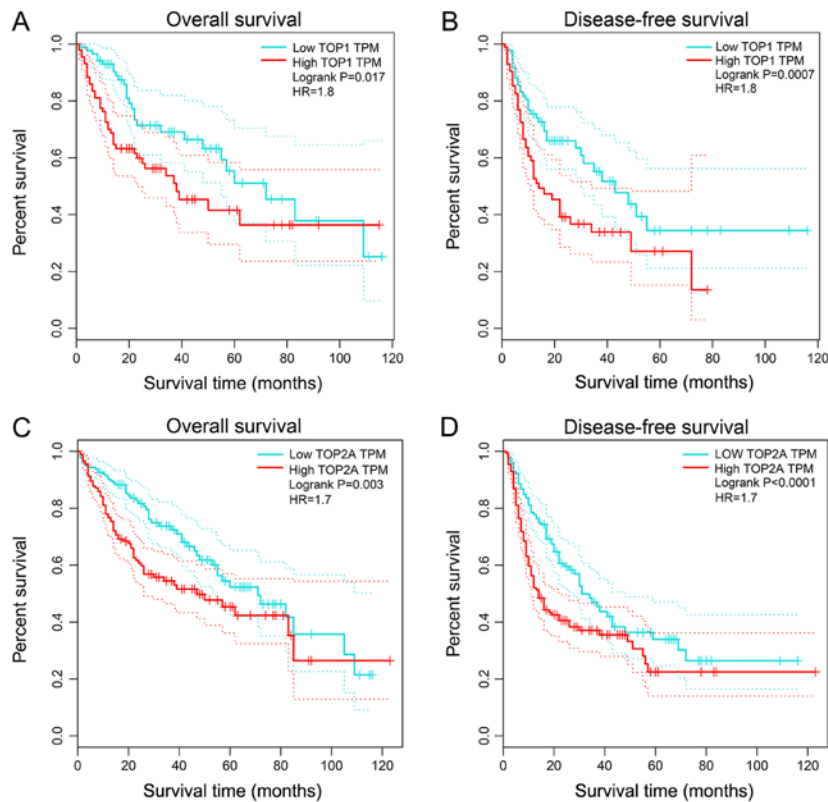 A
Overall survival
Low TOP1 TPM
High TOP1 TPM
Logrank P=0.017
HR=1.8
Percent survival
1.0
0.8
0.6
0.4
0.2
0.0
0 20 40 60 80 100 120
Survival time (months)
B
Disease-free survival
Low TOP1 TPM
High TOP1 TPM
Logrank P=0.0007
HR=1.8
Percent survival
1.0
0.8
0.6
0.4
0.2
0.0
0 20 40 60 80 100 120
Survival time (months)
C
Overall survival
Low TOP2A TPM
High TOP2A TPM
Logrank P=0.003
HR=1.7
Percent survival
1.0
0.8
0.6
0.4
0.2
0.0
0 20 40 60 80 100 120
Survival time (months)
D
Disease-free survival
LOW TOP2A TPM
High TOP2A TPM
Logrank P<0.0001
HR=1.7
Percent survival
1.0
0.8
0.6
0.4
0.2
0.0
0 20 40 60 80 100 120
Survival time (months)